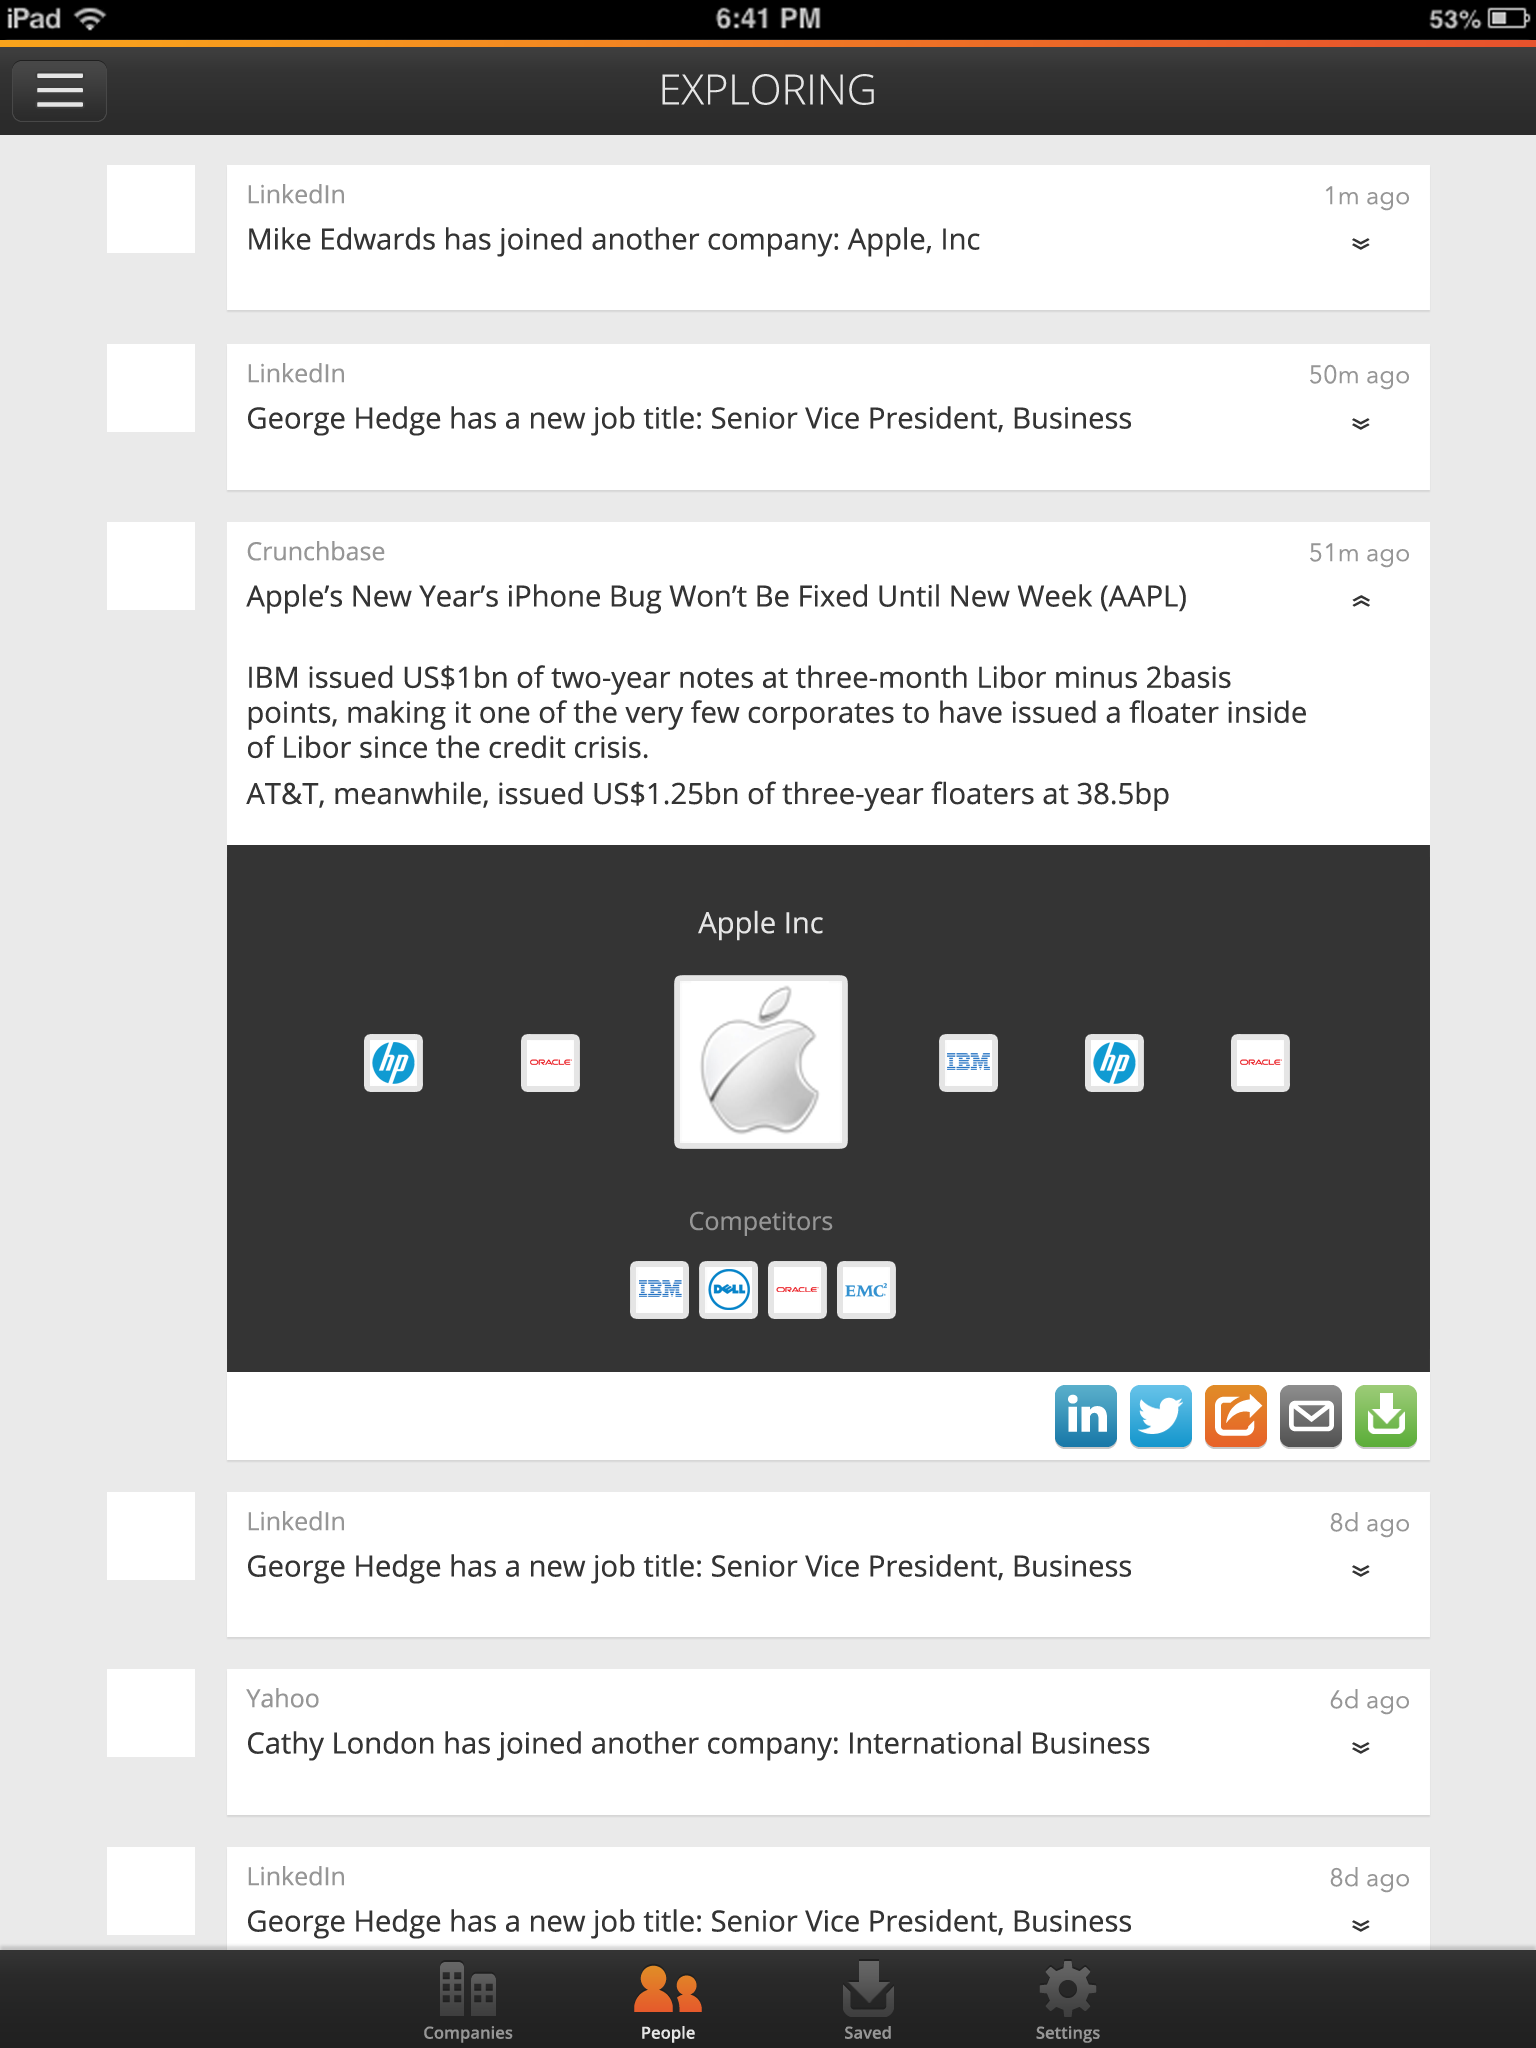 iPad 6:41 PM 53%
EXPLORING
LinkedIn 1m ago
Mike Edwards has joined another company: Apple, Inc
LinkedIn 50m ago
George Hedge has a new job title: Senior Vice President, Business
Crunchbase 51m ago
Apple’s New Year’s iPhone Bug Won’t Be Fixed Until New Week (AAPL)
IBM issued US$1bn of two-year notes at three-month Libor minus 2basis
points, making it one of the very few corporates to have issued a floater inside
of Libor since the credit crisis.
AT&T, meanwhile, issued US$1.25bn of three-year floaters at 38.5bp
Apple Inc
hp ORACLE IBM hp ORACLE
Competitors
IBM DELL ORACLE EMC²
in
LinkedIn 8d ago
George Hedge has a new job title: Senior Vice President, Business
Yahoo 6d ago
Cathy London has joined another company: International Business
LinkedIn 8d ago
George Hedge has a new job title: Senior Vice President, Business
Companies People Saved Settings